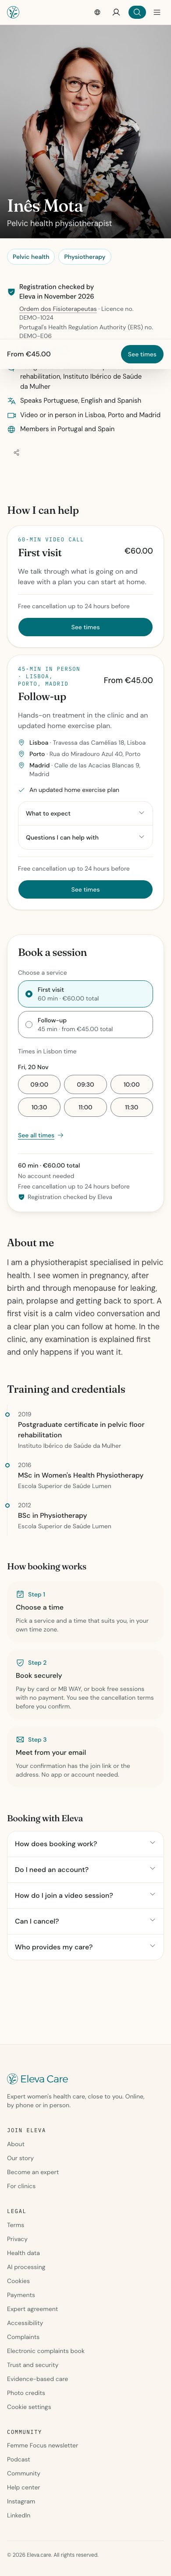 Inês Mota
Pelvic health physiotherapist
Pelvic health
Physiotherapy
Registration checked by
Eleva in November 2026
Ordem dos Fisioterapeutas · Licence no.
DEMO-1024
Portugal's Health Regulation Authority (ERS) no.
DEMO-E06
From €45.00
See times
rehabilitation, Instituto Ibérico de Saúde
da Mulher
Speaks Portuguese, English and Spanish
Video or in person in Lisboa, Porto and Madrid
Members in Portugal and Spain
How I can help
60-MIN VIDEO CALL
First visit
€60.00
We talk through what is going on and
leave with a plan you can start at home.
Free cancellation up to 24 hours before
See times
45-MIN IN PERSON
· LISBOA,
PORTO, MADRID
Follow-up
From €45.00
Hands-on treatment in the clinic and an
updated home exercise plan.
Lisboa · Travessa das Camélias 18, Lisboa
Porto · Rua do Miradouro Azul 40, Porto
Madrid · Calle de las Acacias Blancas 9,
Madrid
An updated home exercise plan
What to expect
Questions I can help with
Free cancellation up to 24 hours before
See times
Book a session
Choose a service
First visit
60 min · €60.00 total
Follow-up
45 min · from €45.00 total
Times in Lisbon time
Fri, 20 Nov
09:00
09:30
10:00
10:30
11:00
11:30
See all times
60 min · €60.00 total
No account needed
Free cancellation up to 24 hours before
Registration checked by Eleva
About me
I am a physiotherapist specialised in pelvic
health. I see women in pregnancy, after
birth and through menopause for leaking,
pain, prolapse and getting back to sport. A
first visit is a calm video conversation and
a clear plan you can follow at home. In the
clinic, any examination is explained first
and only happens if you want it.
Training and credentials
2019
Postgraduate certificate in pelvic floor
rehabilitation
Instituto Ibérico de Saúde da Mulher
2016
MSc in Women's Health Physiotherapy
Escola Superior de Saúde Lumen
2012
BSc in Physiotherapy
Escola Superior de Saúde Lumen
How booking works
Step 1
Choose a time
Pick a service and a time that suits you, in your
own time zone.
Step 2
Book securely
Pay by card or MB WAY, or book free sessions
with no payment. You see the cancellation terms
before you confirm.
Step 3
Meet from your email
Your confirmation has the join link or the
address. No app or account needed.
Booking with Eleva
How does booking work?
Do I need an account?
How do I join a video session?
Can I cancel?
Who provides my care?
Eleva Care
Expert women's health care, close to you. Online,
by phone or in person.
JOIN ELEVA
About
Our story
Become an expert
For clinics
LEGAL
Terms
Privacy
Health data
AI processing
Cookies
Payments
Expert agreement
Accessibility
Complaints
Electronic complaints book
Trust and security
Evidence-based care
Photo credits
Cookie settings
COMMUNITY
Femme Focus newsletter
Podcast
Community
Help center
Instagram
LinkedIn
© 2026 Eleva.care. All rights reserved.